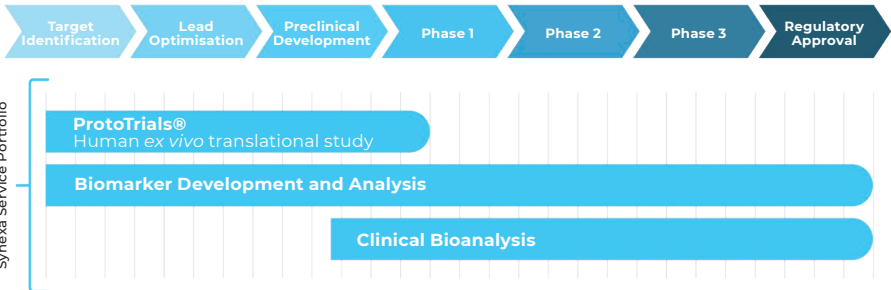 Target
Identification
Lead
Optimisation
Preclinical
Development
Phase 1
Phase 2
Phase 3
Regulatory
Approval
Synexa Service Portfolio
ProtoTrials®
Human ex vivo translational study
Biomarker Development and Analysis
Clinical Bioanalysis